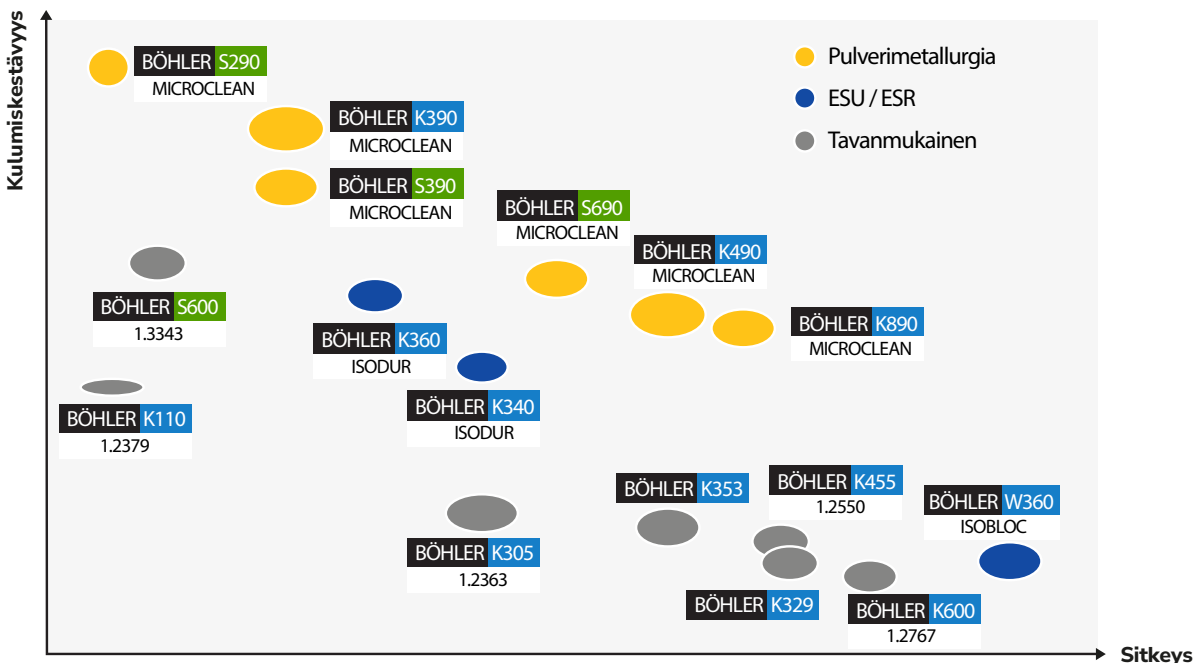 Kulumiskestävyys
BÖHLER S290
MICROCLEAN
Pulverimetallurgia
ESU / ESR
Tavanmukainen
BÖHLER K390
MICROCLEAN
BÖHLER S390
MICROCLEAN
BÖHLER S690
MICROCLEAN
BÖHLER K490
MICROCLEAN
BÖHLER S600
1.3343
BÖHLER K360
ISODUR
BÖHLER K890
MICROCLEAN
BÖHLER K110
1.2379
BÖHLER K340
ISODUR
BÖHLER K353
BÖHLER K455
1.2550
BÖHLER W360
ISOBLOC
BÖHLER K305
1.2363
BÖHLER K329
BÖHLER K600
1.2767
Sitkeys